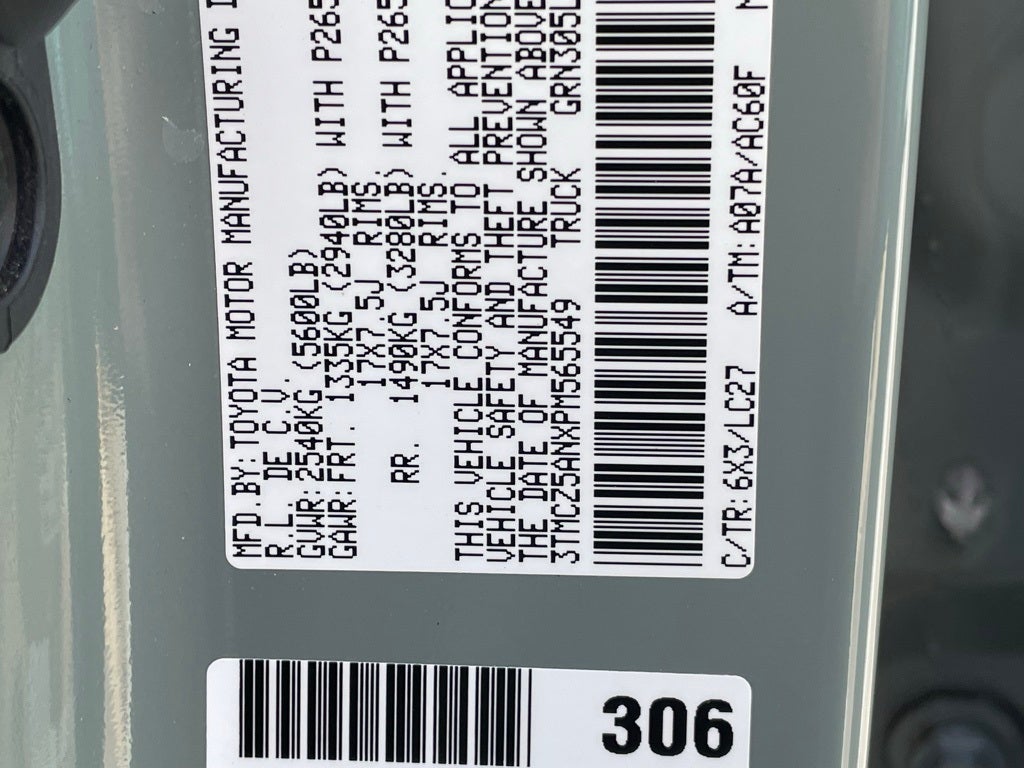 MFD.BY:TOYOTA MOTOR MANUFACTURING
R.L. DE C.V.
GVWR:2540KG (5600LB)
GAWR:FRT. 1335KG (2940LB) WITH P265
17X7.5J RIMS.
RR. 1490KG (3280LB) WITH P265
17X7.5J RIMS.
THIS VEHICLE CONFORMS TO ALL APPLIC
VEHICLE SAFETY AND THEFT PREVENTION
THE DATE OF MANUFACTURE SHOWN ABOVE
3TMCZ5ANXPM565549 TRUCK GRN305L
C/TR:6X3/LC27 A/TM:A07A/AC60F
306